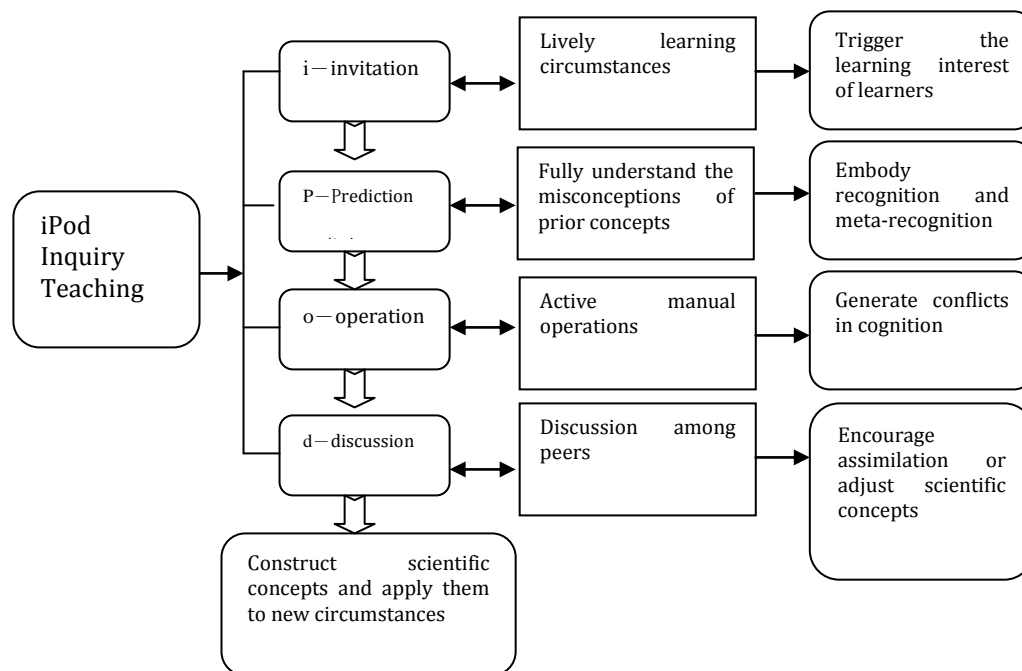 i－invitation
Lively learning
circumstances
Trigger the
learning interest
of learners
P－Prediction
Fully understand the
misconceptions of
prior concepts
Embody
recognition and
meta-recognition
iPod
Inquiry
Teaching
o－operation
Active manual
operations
Generate conflicts
in cognition
d－discussion
Discussion among
peers
Encourage
assimilation or
adjust scientific
concepts
Construct scientific
concepts and apply them
to new circumstances